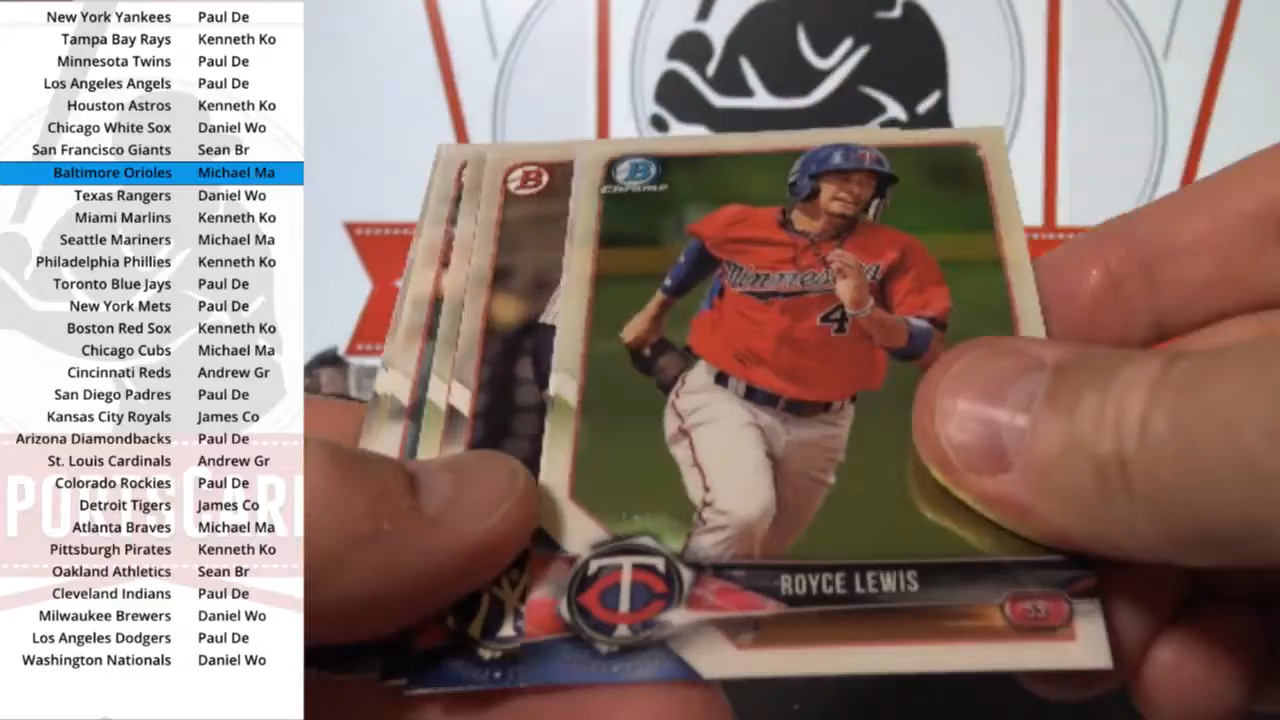 New York Yankees Paul De
Tampa Bay Rays Kenneth Ko
Minnesota Twins Paul De
Los Angeles Angels Paul De
Houston Astros Kenneth Ko
Chicago White Sox Daniel Wo
San Francisco Giants Sean Br
Baltimore Orioles Michael Ma
Texas Rangers Daniel Wo
Miami Marlins Kenneth Ko
Seattle Mariners Michael Ma
Philadelphia Phillies Kenneth Ko
Toronto Blue Jays Paul De
New York Mets Paul De
Boston Red Sox Kenneth Ko
Chicago Cubs Michael Ma
Cincinnati Reds Andrew Gr
San Diego Padres Paul De
Kansas City Royals James Co
Arizona Diamondbacks Paul De
St. Louis Cardinals Andrew Gr
Colorado Rockies Paul De
Detroit Tigers James Co
Atlanta Braves Michael Ma
Pittsburgh Pirates Kenneth Ko
Oakland Athletics Sean Br
Cleveland Indians Paul De
Milwaukee Brewers Daniel Wo
Los Angeles Dodgers Paul De
Washington Nationals Daniel Wo
B
B
Chrome
Minnesota
4
TC
ROYCE LEWIS
SS
NY